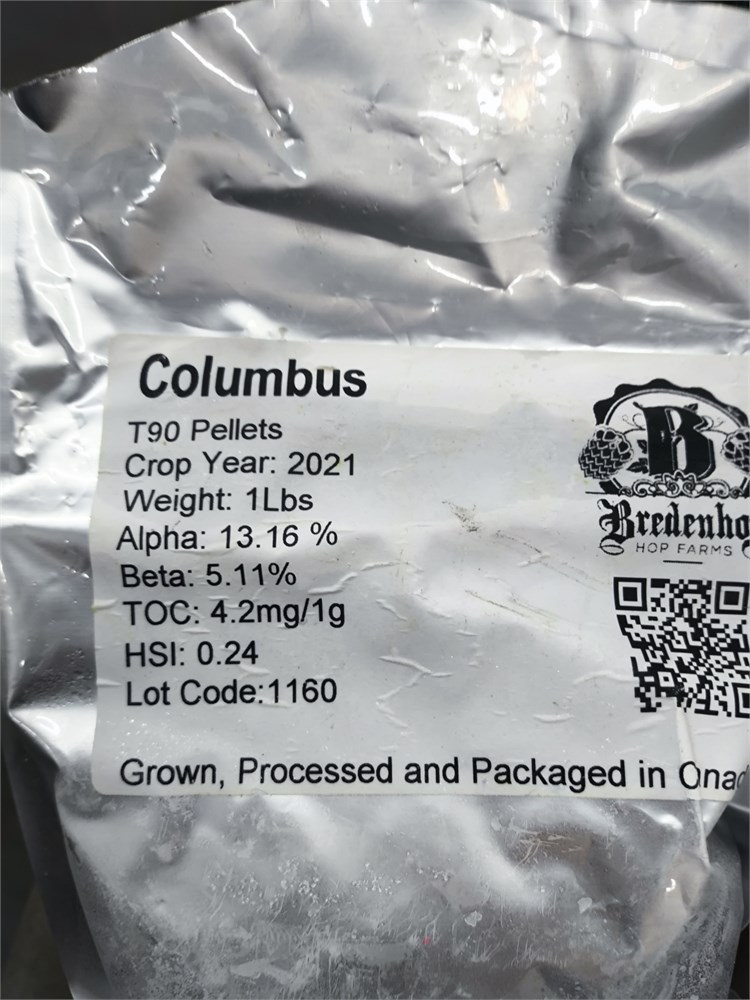 Columbus
T90 Pellets
Crop Year: 2021
Weight: 1Lbs
Alpha: 13.16 %
Beta: 5.11%
TOC: 4.2mg/1g
HSI: 0.24
Lot Code:1160
Grown, Processed and Packaged in
B
HOP FARMS